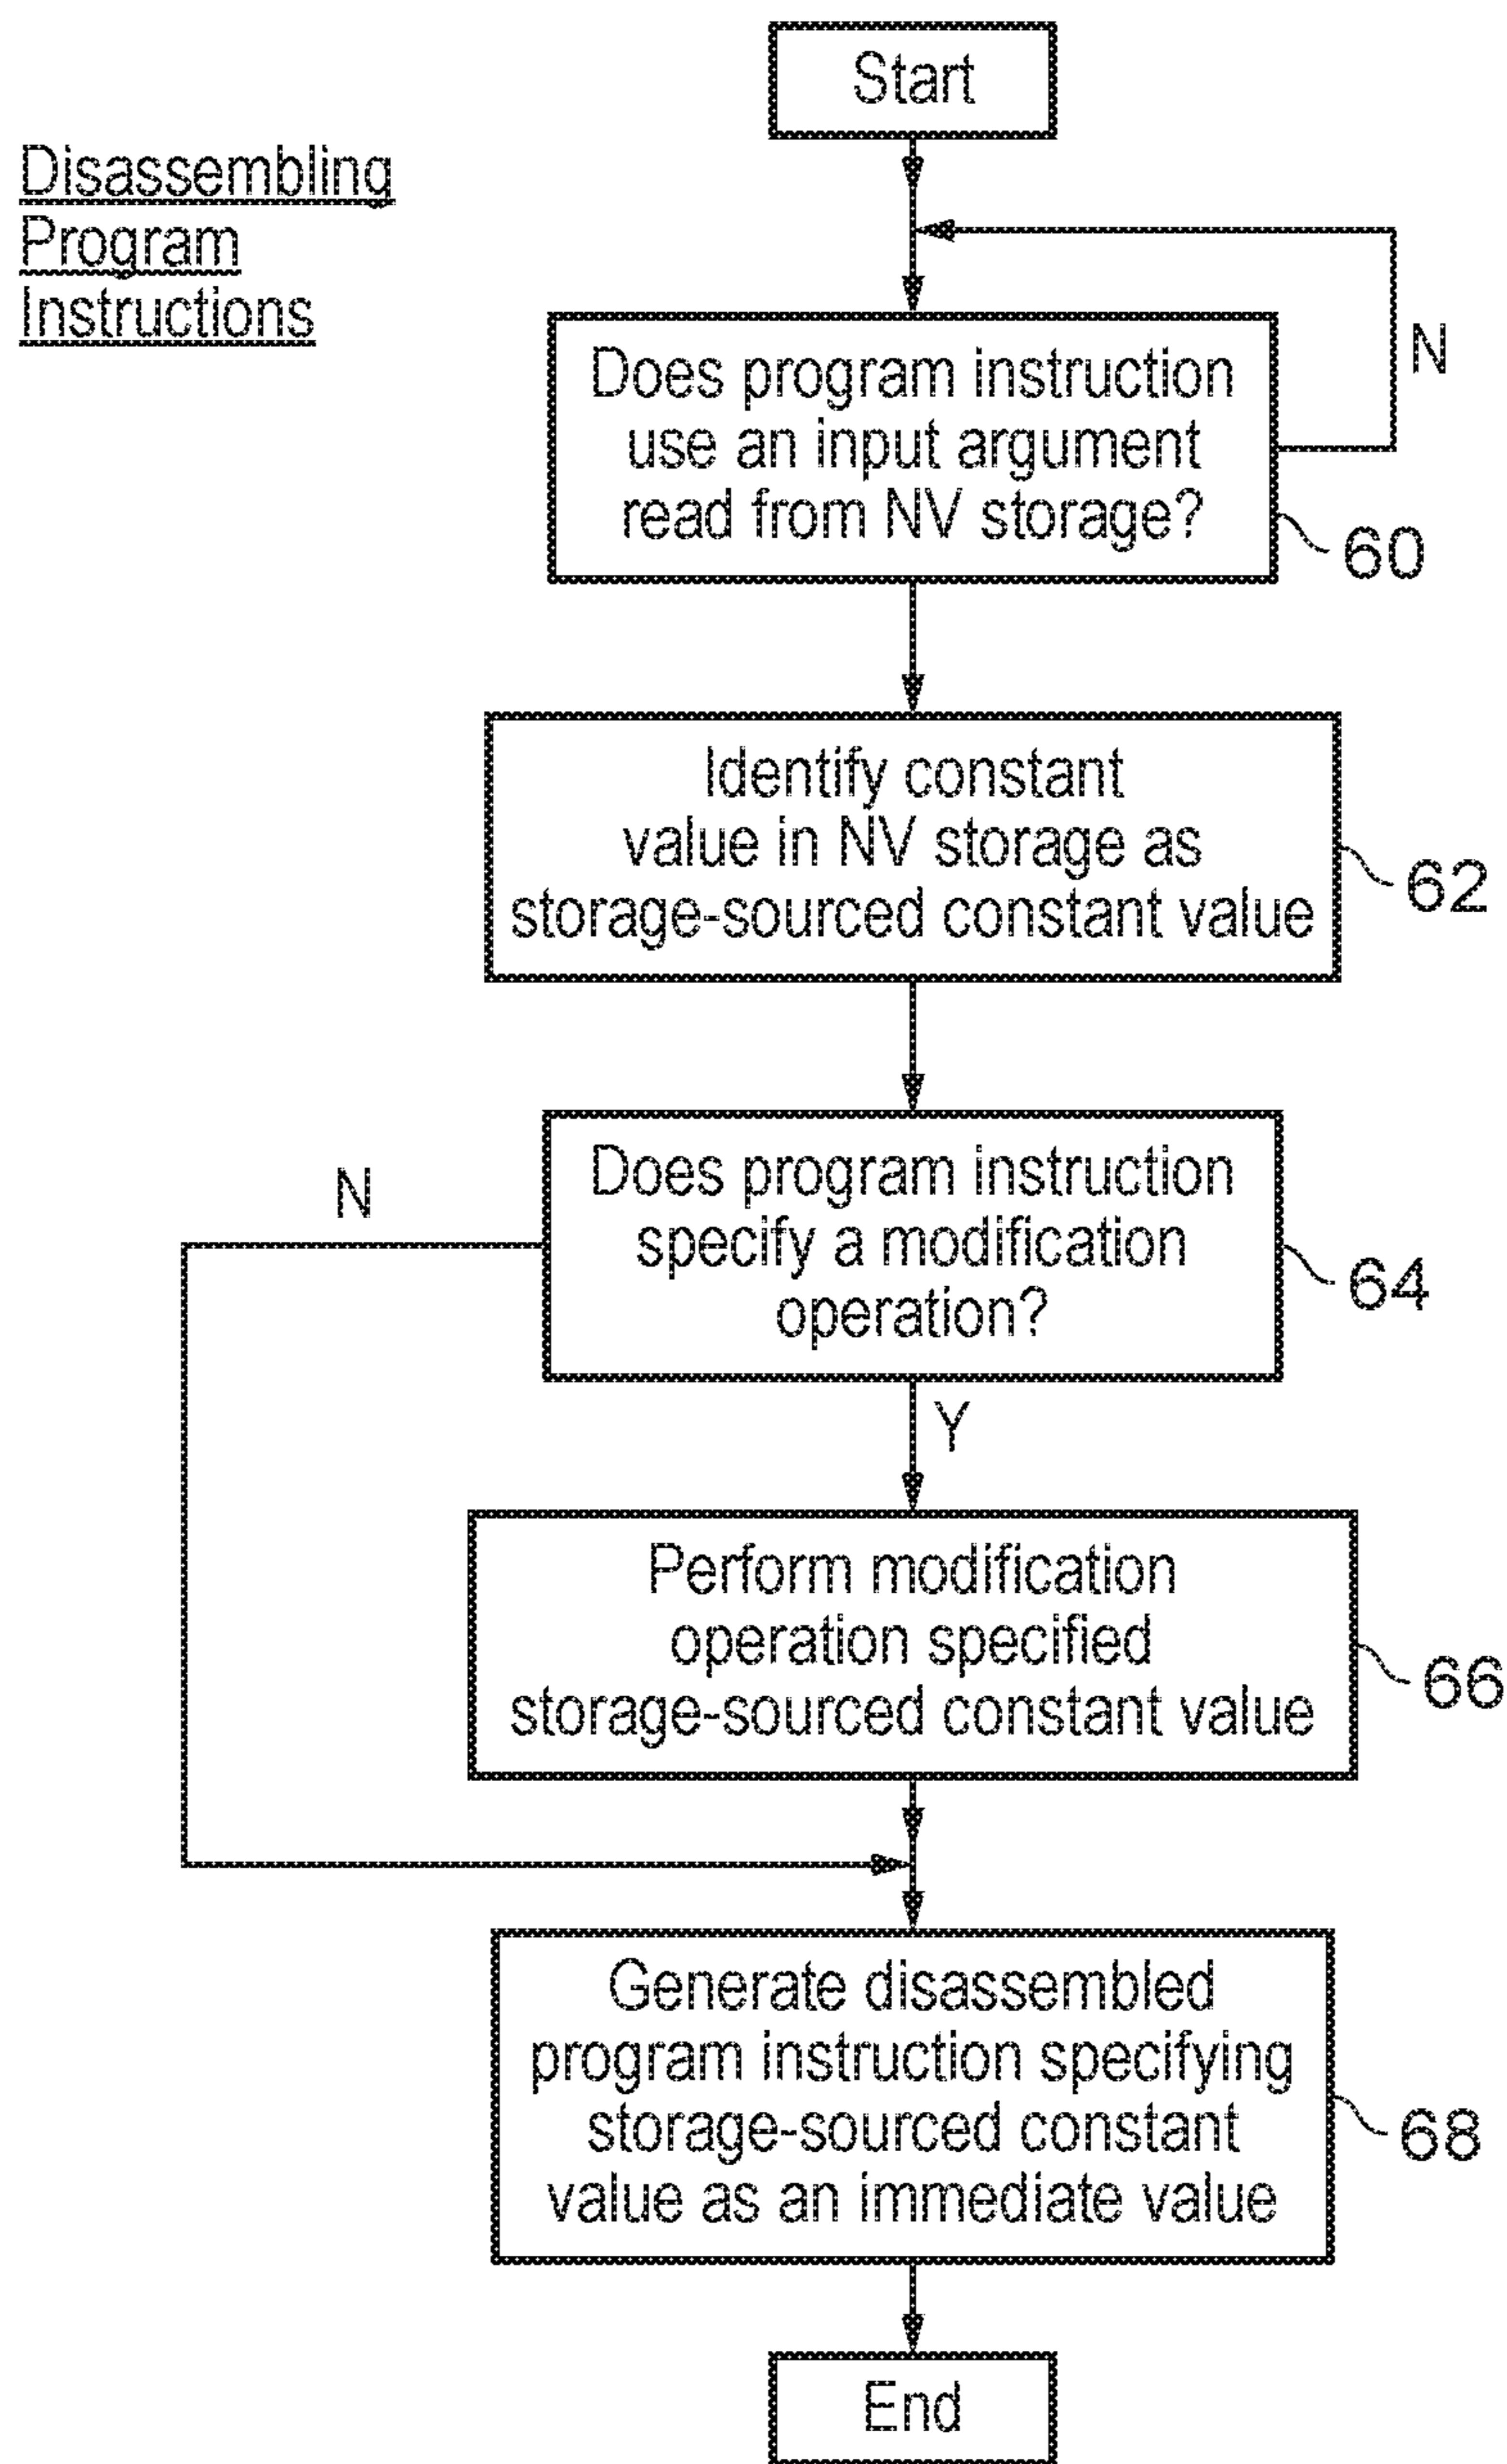 Start
Disassembling
Program
Instructions
N
Does program instruction
use an input argument
read from NV storage?
60
Identify constant
value in NV storage as
storage-sourced constant value
62
N
Does program instruction
specify a modification
operation?
64
Y
Perform modification
operation specified
storage-sourced constant value
66
Generate disassembled
program instruction specifying
storage-sourced constant
value as an immediate value
68
End